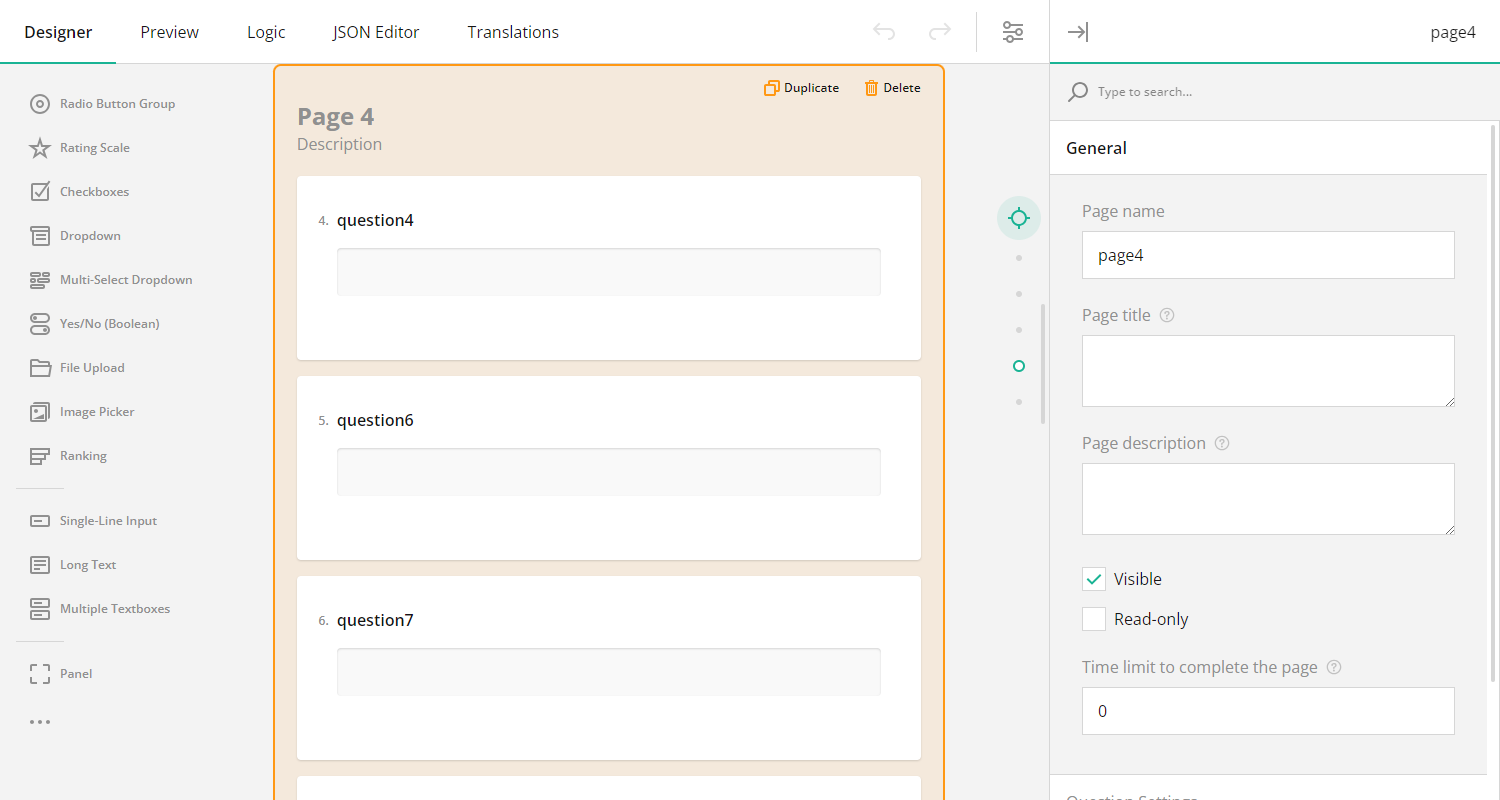 Designer
Preview
Logic
JSON Editor
Translations
page4
Radio Button Group
Rating Scale
Checkboxes
Dropdown
Multi-Select Dropdown
Yes/No (Boolean)
File Upload
Image Picker
Ranking
Single-Line Input
Long Text
Multiple Textboxes
Panel
Duplicate
Delete
Page 4
Description
4. question4
5. question6
6. question7
Type to search...
General
Page name
page4
Page title
Page description
Visible
Read-only
Time limit to complete the page
0
Question Settings